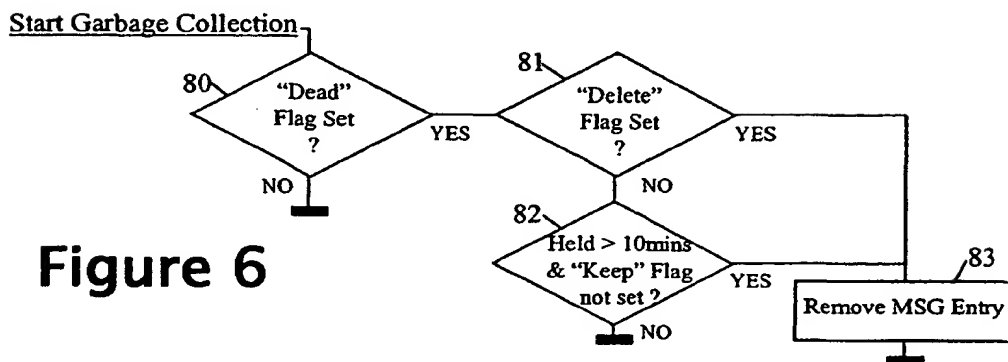 Start Garbage Collection
80
"Dead"
Flag Set
?
YES
NO
81
"Delete"
Flag Set
?
YES
NO
82
Held > 10mins
& "Keep" Flag
not set ?
YES
NO
83
Remove MSG Entry
Figure 6